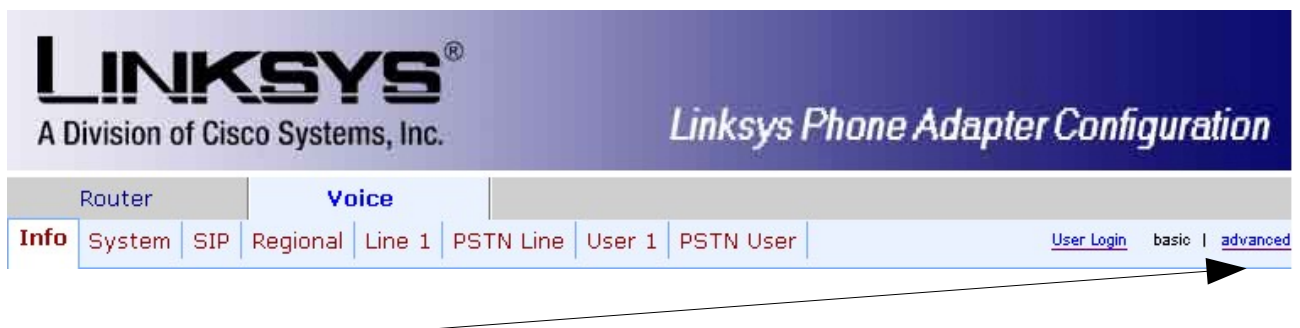 LINKSYS®
A Division of Cisco Systems, Inc.
Linksys Phone Adapter Configuration
Router Voice
Info System SIP Regional Line 1 PSTN Line User 1 PSTN User User Login basic | advanced